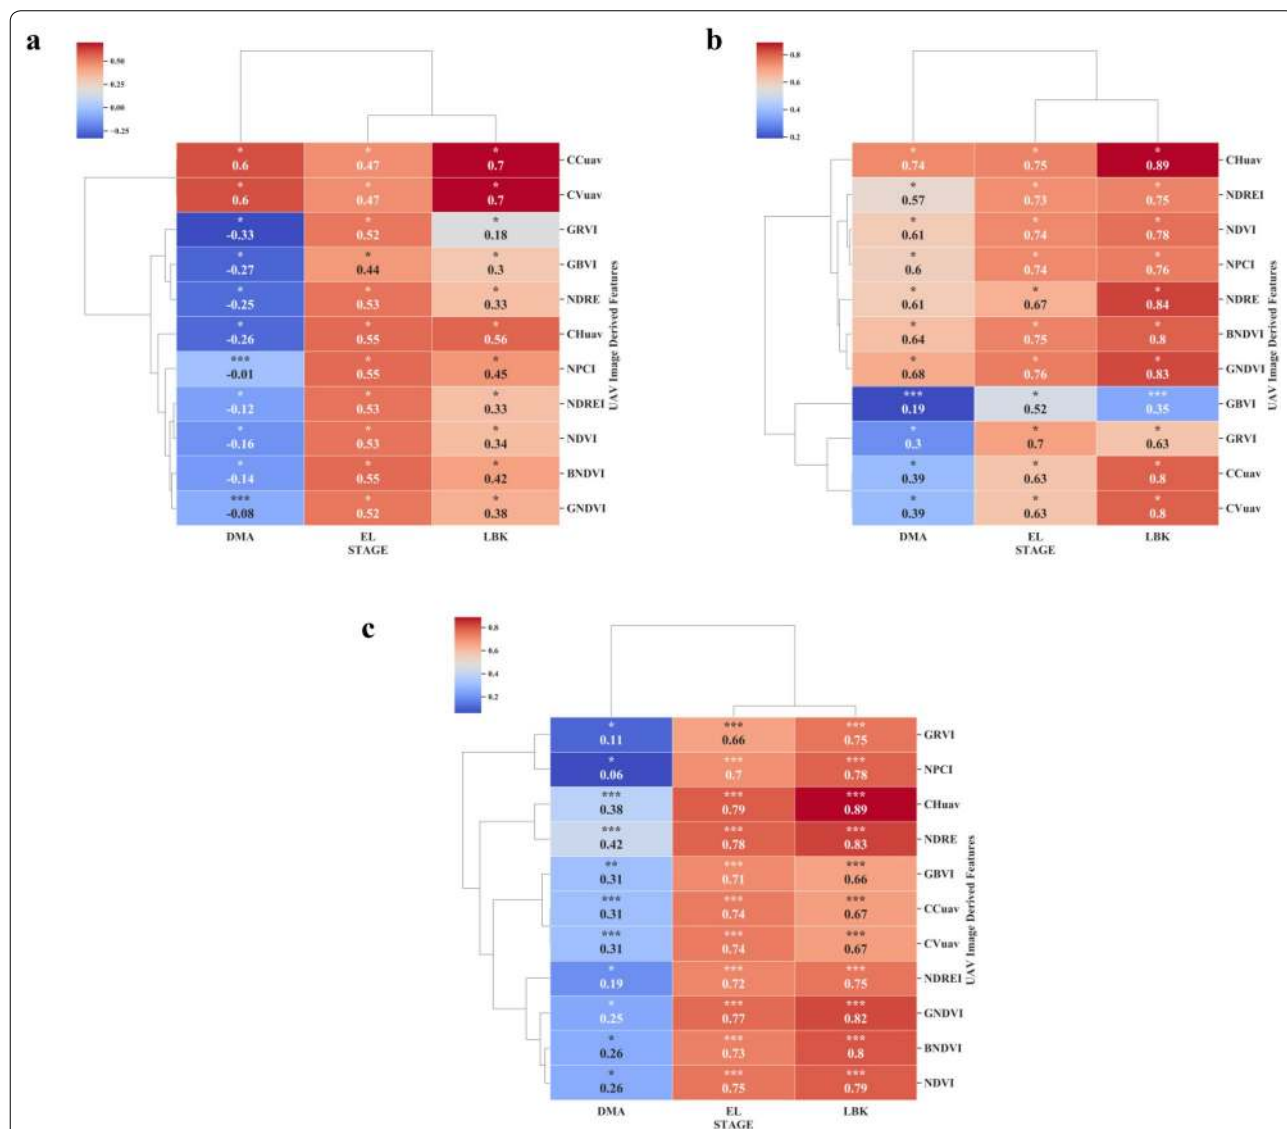 a
0.50
0.25
0.00
−0.25
* * *
0.6 0.47 0.7 CCuav
* * *
0.6 0.47 0.7 CVuav
* * *
-0.33 0.52 0.18 GRVI
* * *
-0.27 0.44 0.3 GBVI
* * *
-0.25 0.53 0.33 NDRE
* * *
-0.26 0.55 0.56 CHuav
*** * *
-0.01 0.55 0.45 NPCI
* * *
-0.12 0.53 0.33 NDREI
* * *
-0.16 0.53 0.34 NDVI
* * *
-0.14 0.55 0.42 BNDVI
*** * *
-0.08 0.52 0.38 GNDVI
UAV Image Derived Features
DMA EL LBK
STAGE
b
0.8
0.6
0.4
0.2
* * *
0.74 0.75 0.89 CHuav
* * *
0.57 0.73 0.75 NDREI
* * *
0.61 0.74 0.78 NDVI
* * *
0.6 0.74 0.76 NPCI
* * *
0.61 0.67 0.84 NDRE
* * *
0.64 0.75 0.8 BNDVI
* * *
0.68 0.76 0.83 GNDVI
*** * ***
0.19 0.52 0.35 GBVI
* * *
0.3 0.7 0.63 GRVI
* * *
0.39 0.63 0.8 CCuav
* * *
0.39 0.63 0.8 CVuav
UAV Image Derived Features
DMA EL LBK
STAGE
c
0.8
0.6
0.4
0.2
* *** ***
0.11 0.66 0.75 GRVI
* *** ***
0.06 0.7 0.78 NPCI
*** *** ***
0.38 0.79 0.89 CHuav
*** *** ***
0.42 0.78 0.83 NDRE
** *** ***
0.31 0.71 0.66 GBVI
*** *** ***
0.31 0.74 0.67 CCuav
*** *** ***
0.31 0.74 0.67 CVuav
* *** ***
0.19 0.72 0.75 NDREI
* *** ***
0.25 0.77 0.82 GNDVI
* *** ***
0.26 0.73 0.8 BNDVI
* *** ***
0.26 0.75 0.79 NDVI
UAV Image Derived Features
DMA EL LBK
STAGE